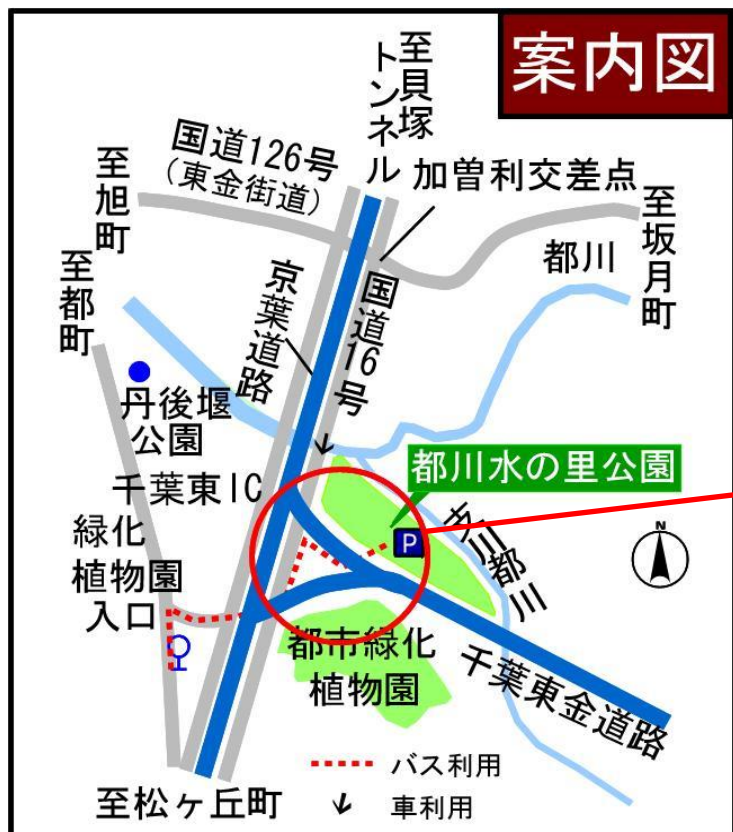 案内図
至貝塚
トンネル
国道126号
(東金街道)
加曽利交差点
至旭町
至坂月町
都川
至都町
京葉道路
国道16号
丹後堰
公園
千葉東IC
都川水の里公園
P
支川都川
N
緑化
植物園
入口
都市緑化
植物園
千葉東金道路
バス利用
至松ヶ丘町
車利用